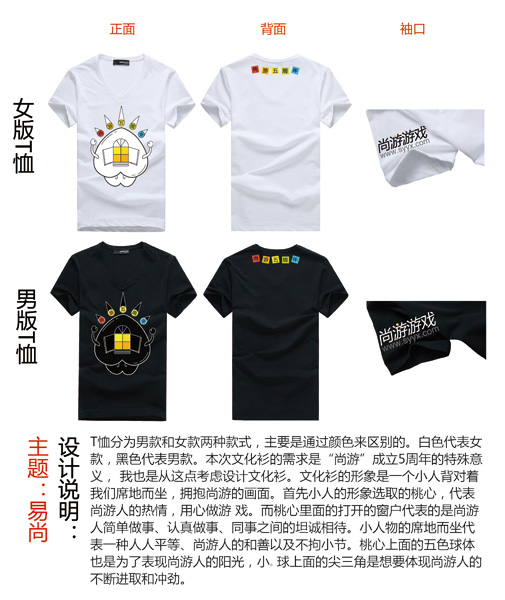 正面
背面
袖口
女版T恤
尚游五周年
尚游游戏
www.syyx.com
男版T恤
尚游五周年
尚游游戏
www.syyx.com
主题：易尚
设计说明：
T恤分为男款和女款两种款式，主要是通过颜色来区别的。白色代表女
款，黑色代表男款。本次文化衫的需求是“尚游”成立5周年的特殊意
义，我也是从这点考虑设计文化衫。文化衫的形象是一个小人背对着
我们席地而坐，拥抱尚游的画面。首先小人的形象选取的桃心，代表
尚游人的热情，用心做游 戏。而桃心里面的打开的窗户代表的是尚游
人简单做事、认真做事、同事之间的坦诚相待。小人物的席地而坐代
表一种人人平等、尚游人的和善以及不拘小节。桃心上面的五色球体
也是为了表现尚游人的阳光，小. 球上面的尖三角是想要体现尚游人的
不断进取和冲劲。